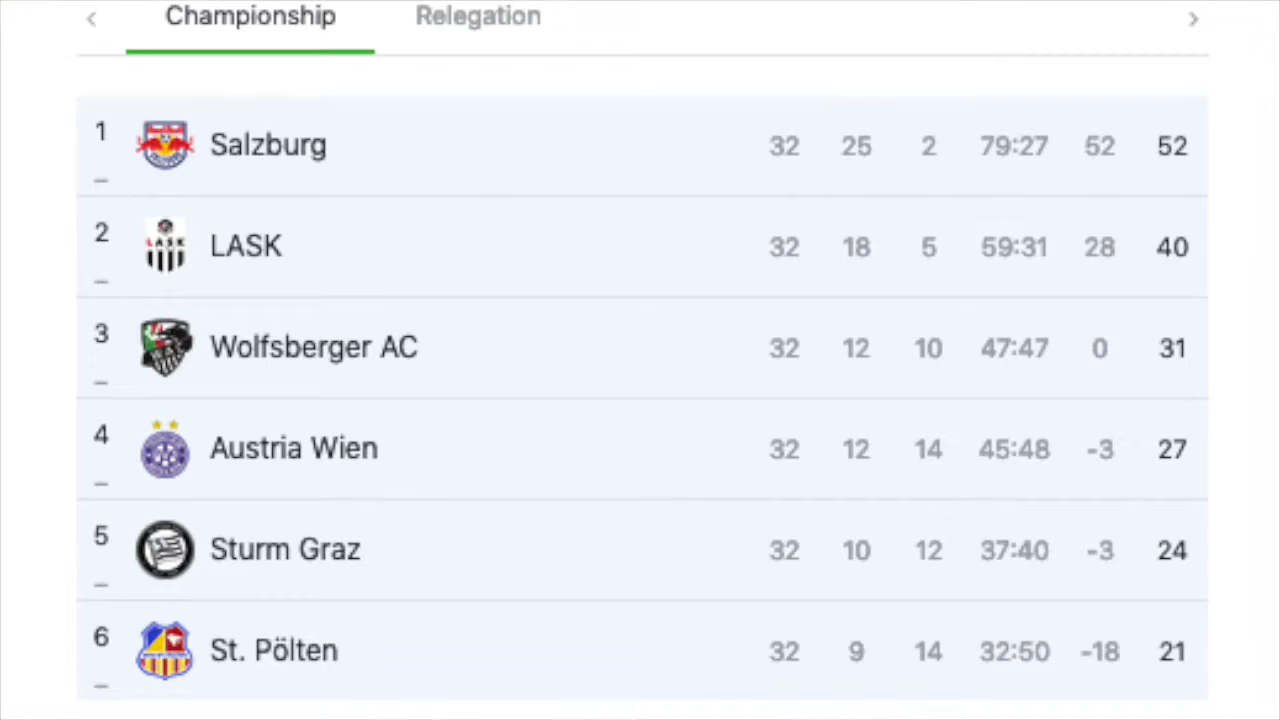 Championship Relegation
1 Salzburg 32 25 2 79:27 52 52
2 LASK 32 18 5 59:31 28 40
3 Wolfsberger AC 32 12 10 47:47 0 31
4 Austria Wien 32 12 14 45:48 -3 27
5 Sturm Graz 32 10 12 37:40 -3 24
6 St. Pölten 32 9 14 32:50 -18 21